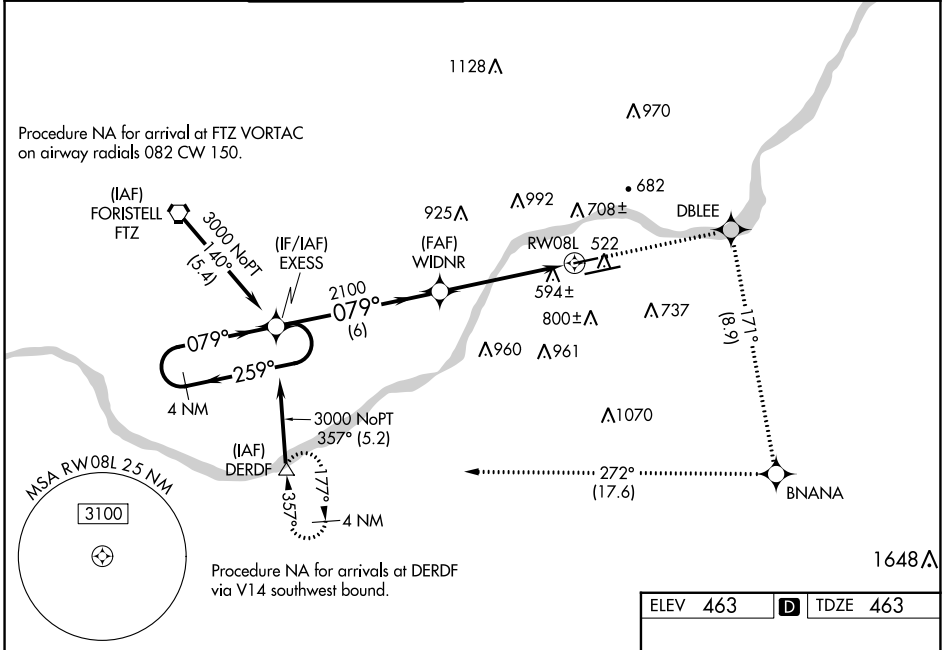 1128
970
Procedure NA for arrival at FTZ VORTAC
on airway radials 082 CW 150.
(IAF)
FORISTELL
FTZ
3000 NoPT
140°
(5.4)
(IF/IAF)
EXESS
925
992
708±
682
DBLEE
(FAF)
WIDNR
RW08L
522
2100
079°
(6)
594±
800±
737
079°
259°
4 NM
960
961
171°
(8.9)
3000 NoPT
357° (5.2)
1070
(IAF)
DERDF
177°
357°
4 NM
272°
(17.6)
BNANA
MSA RW08L 25 NM
3100
Procedure NA for arrivals at DERDF
via V14 southwest bound.
1648
ELEV 463 D TDZE 463